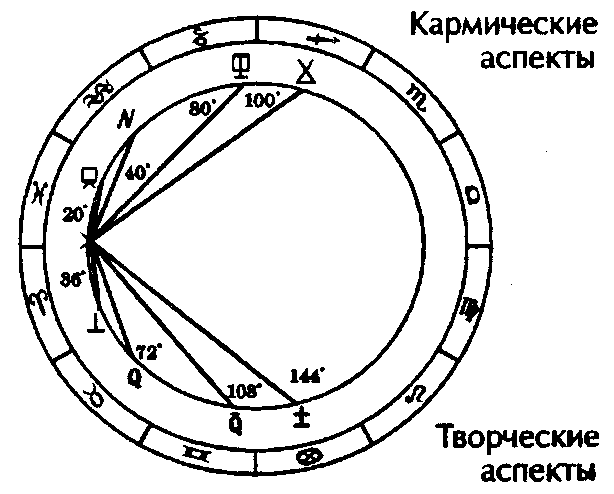 Кармические
аспекты
80°
100°
N
40°
20°
36°
72°
Q
108°
Q̄
144°
Творческие
аспекты